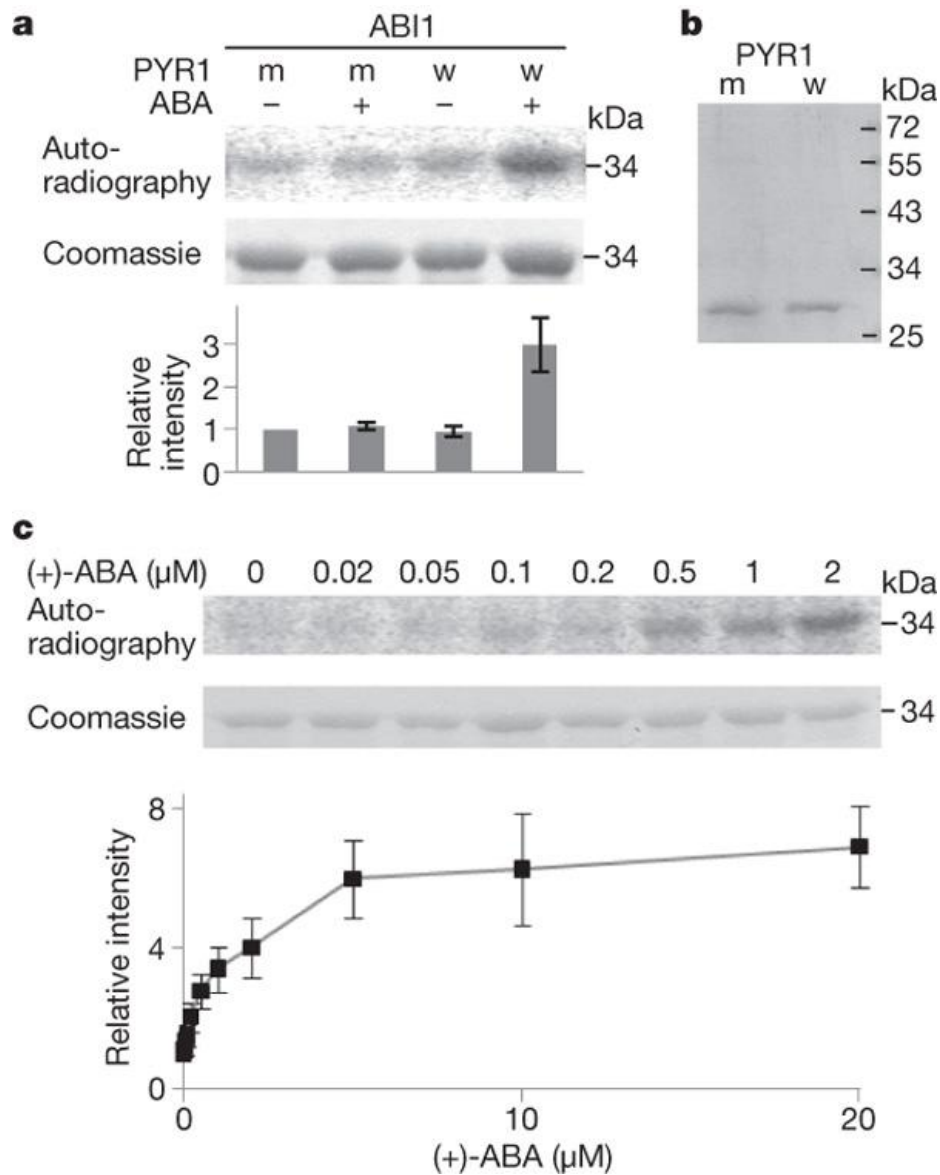 a
ABI1
PYR1 m m w w
ABA − + − + kDa
Auto-
radiography
−34
Coomassie
−34
Relative
intensity
3
2
1
0
b
PYR1
m w
kDa
72
55
43
34
25
c
(+)-ABA (µM) 0 0.02 0.05 0.1 0.2 0.5 1 2 kDa
Auto-
radiography
−34
Coomassie
−34
Relative intensity
8
4
0
0 10 20
(+)-ABA (µM)